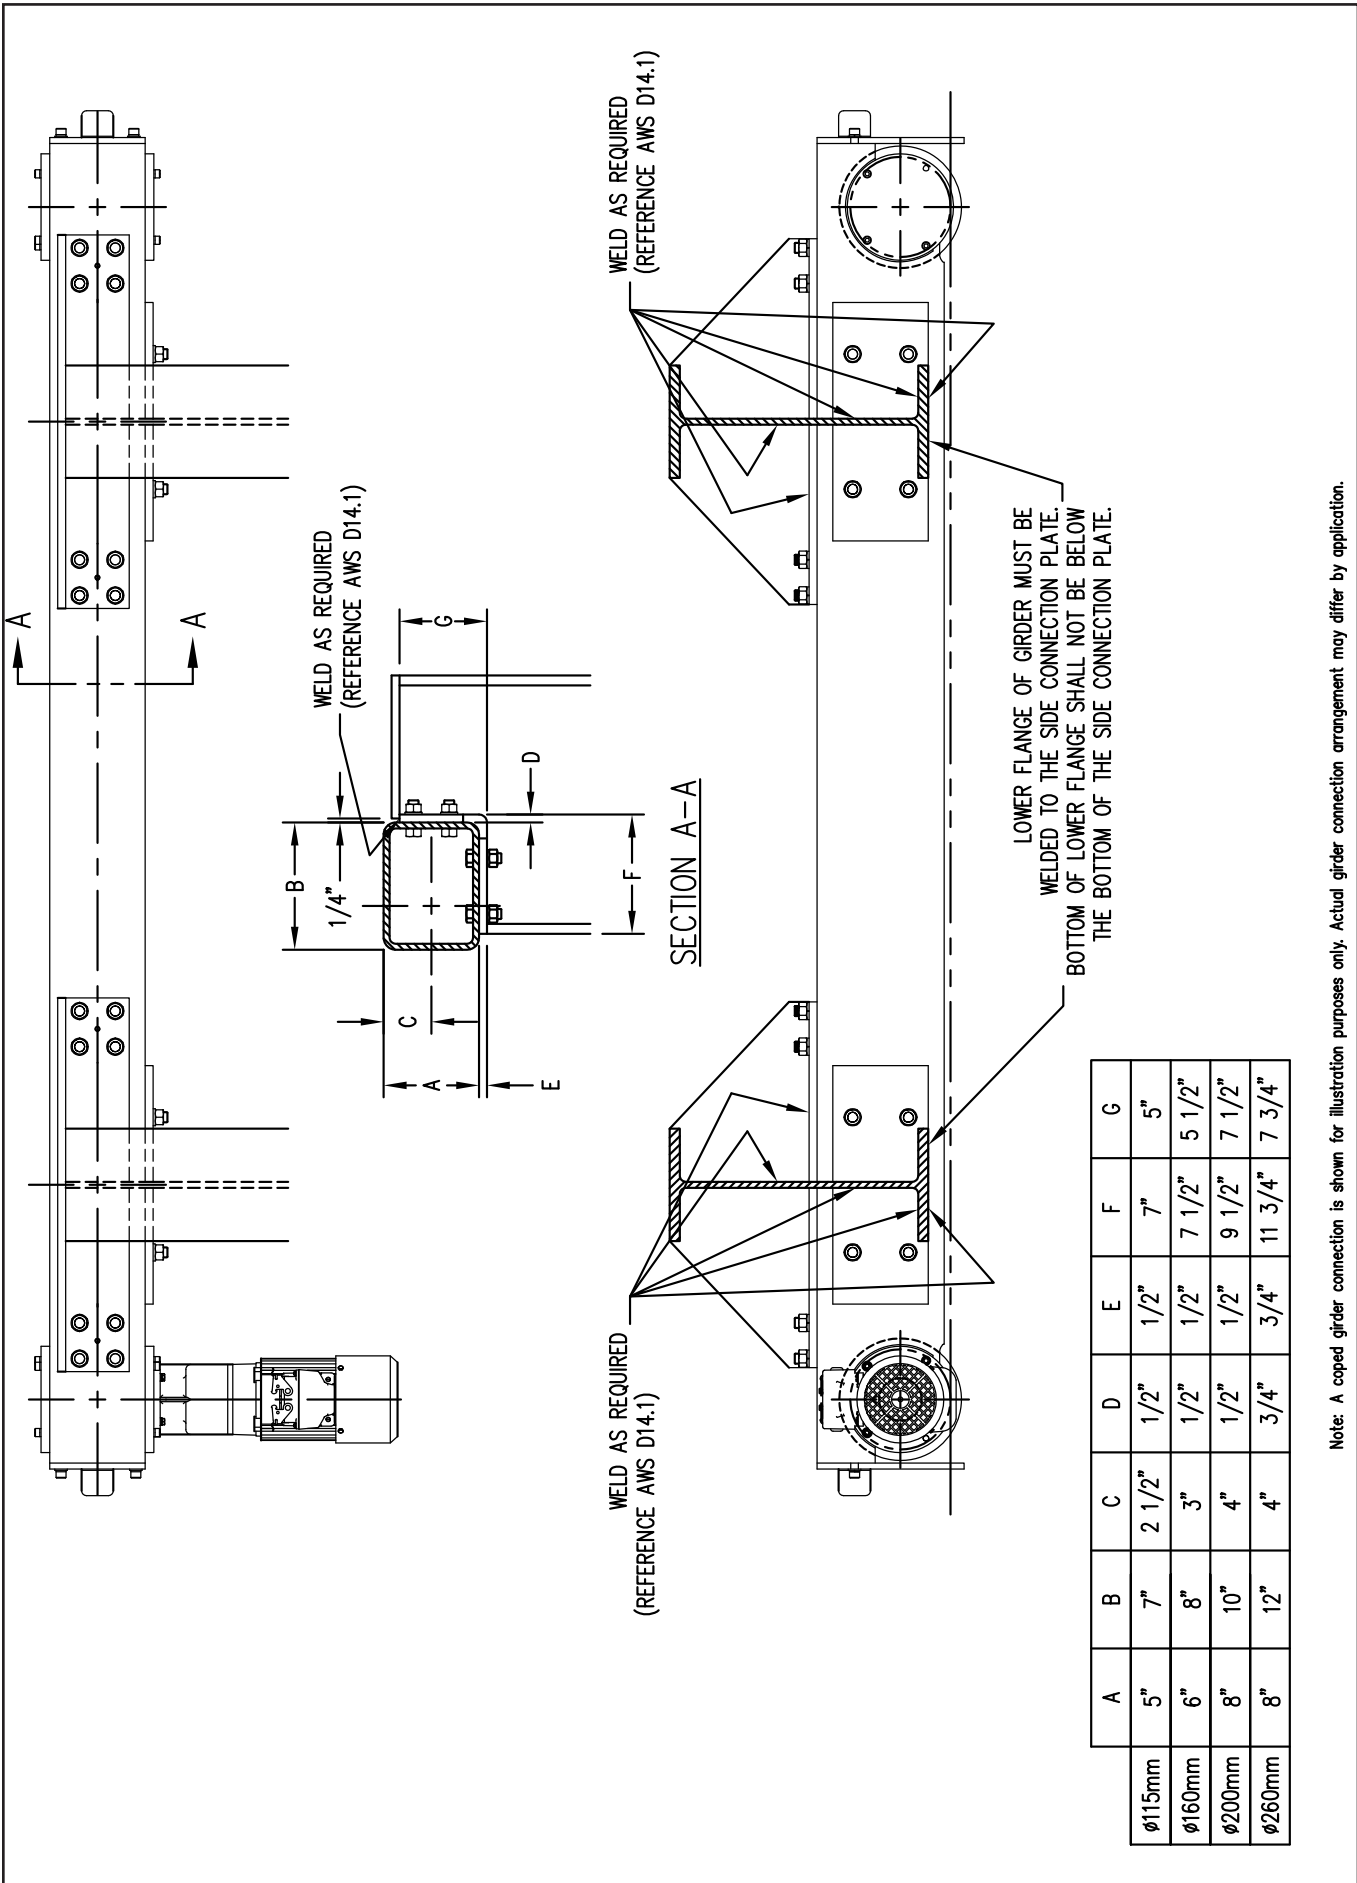 A
A
WELD AS REQUIRED
(REFERENCE AWS D14.1)
B
1/4"
D
G
C
A
E
F
SECTION A-A
WELD AS REQUIRED
(REFERENCE AWS D14.1)
WELD AS REQUIRED
(REFERENCE AWS D14.1)
LOWER FLANGE OF GIRDER MUST BE
WELDED TO THE SIDE CONNECTION PLATE.
BOTTOM OF LOWER FLANGE SHALL NOT BE BELOW
THE BOTTOM OF THE SIDE CONNECTION PLATE.
A B C D E F G
ø115mm 5" 7" 2 1/2" 1/2" 1/2" 7" 5"
ø160mm 6" 8" 3" 1/2" 1/2" 7 1/2" 5 1/2"
ø200mm 8" 10" 4" 1/2" 1/2" 9 1/2" 7 1/2"
ø260mm 8" 12" 4" 3/4" 3/4" 11 3/4" 7 3/4"
Note: A coped girder connection is shown for illustration purposes only. Actual girder connection arrangement may differ by application.